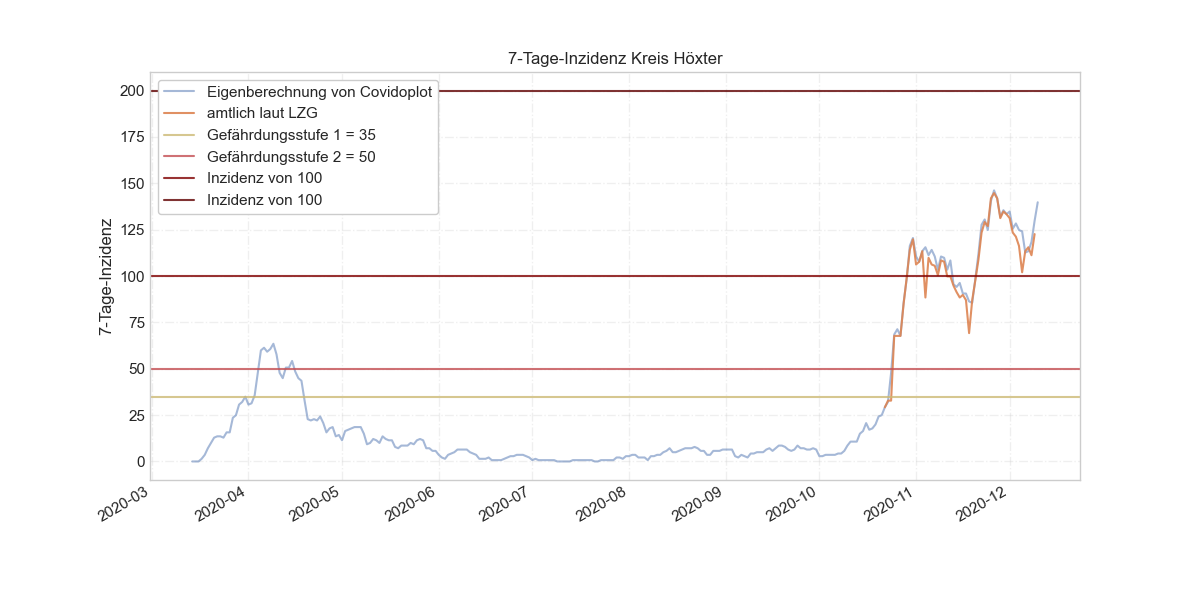 7-Tage-Inzidenz Kreis Höxter
Eigenberechnung von Covidoplot
amtlich laut LZG
Gefährdungsstufe 1 = 35
Gefährdungsstufe 2 = 50
Inzidenz von 100
Inzidenz von 100
7-Tage-Inzidenz
200
175
150
125
100
75
50
25
0
2020-03
2020-04
2020-05
2020-06
2020-07
2020-08
2020-09
2020-10
2020-11
2020-12